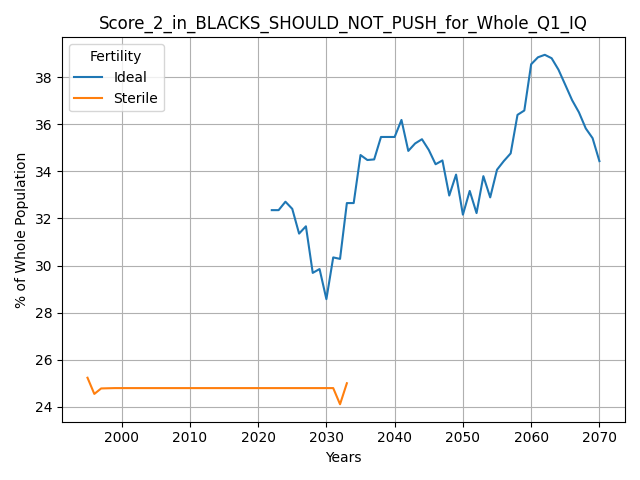 Score_2_in_BLACKS_SHOULD_NOT_PUSH_for_Whole_Q1_IQ
Fertility
Ideal
Sterile
% of Whole Population
38
36
34
32
30
28
26
24
2000 2010 2020 2030 2040 2050 2060 2070
Years